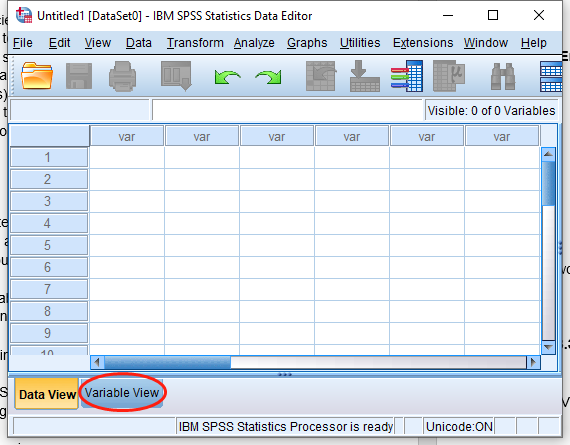 Untitled1 [DataSet0] - IBM SPSS Statistics Data Editor
File Edit View Data Transform Analyze Graphs Utilities Extensions Window Help
Visible: 0 of 0 Variables
var var var var var var
1
2
3
4
5
6
7
8
9
10
Data View Variable View
IBM SPSS Statistics Processor is ready Unicode:ON